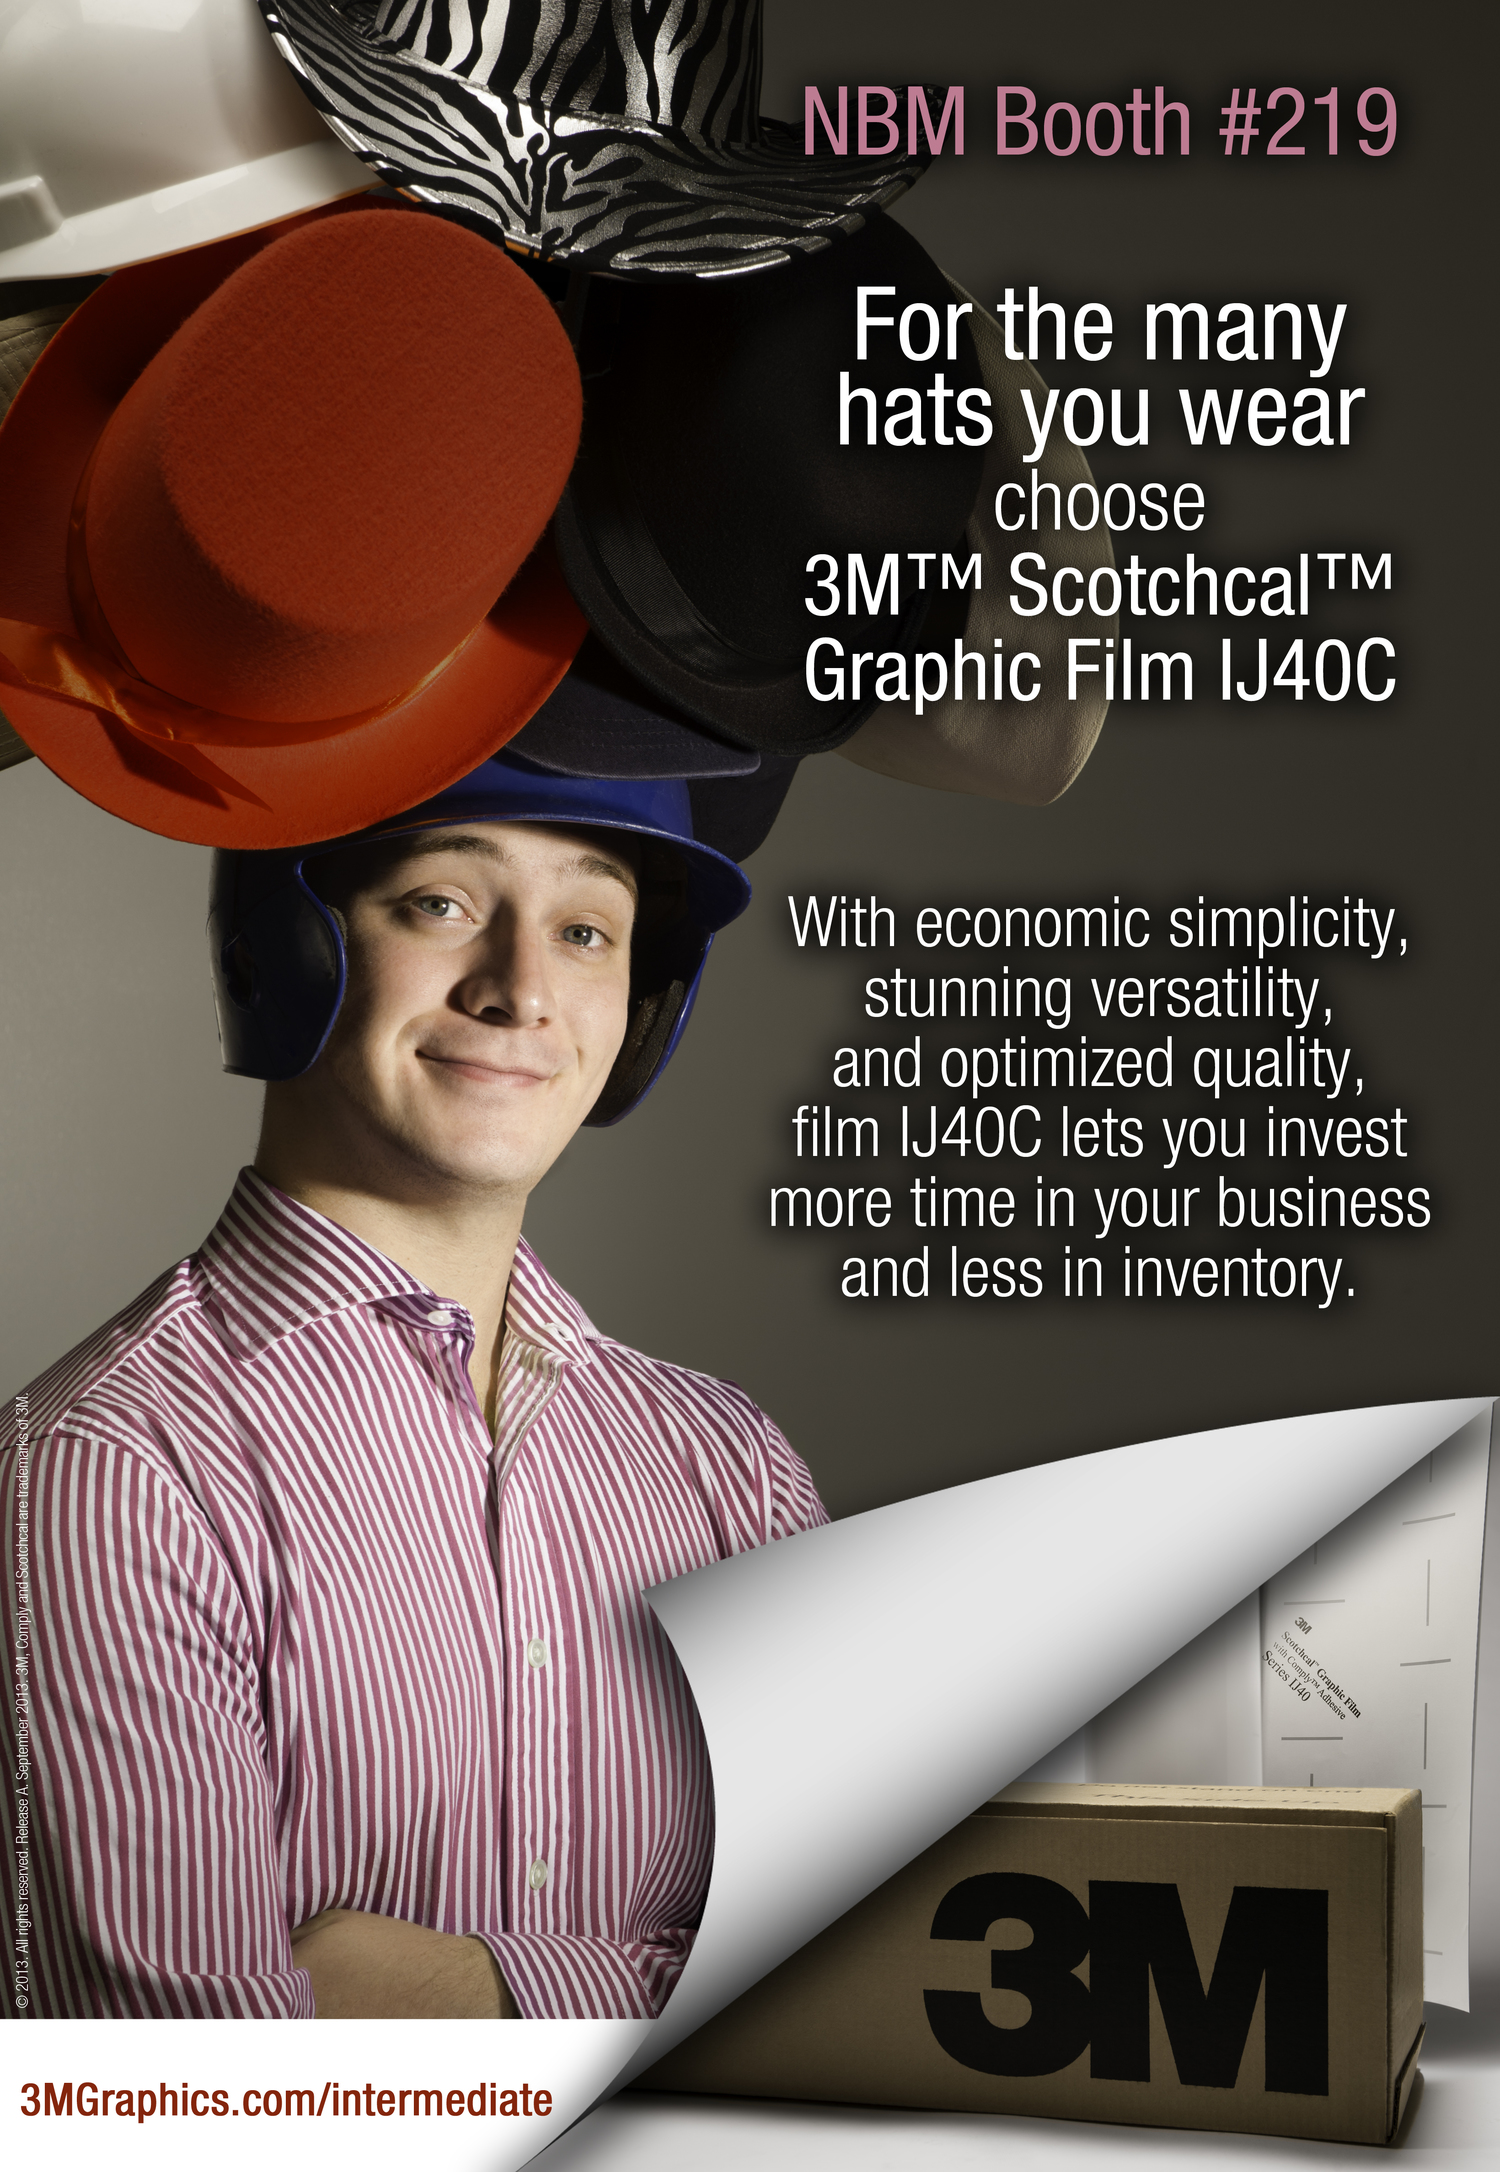 NBM Booth #219
For the many
hats you wear
choose
3M™ Scotchcal™
Graphic Film IJ40C
With economic simplicity,
stunning versatility,
and optimized quality,
film IJ40C lets you invest
more time in your business
and less in inventory.
© 2013. All rights reserved. Release A. September 2013. 3M, Comply and Scotchcal are trademarks of 3M.
3M
Scotchcal™ Graphic Film
with Comply™ Adhesive
Series IJ40
3M
3MGraphics.com/intermediate